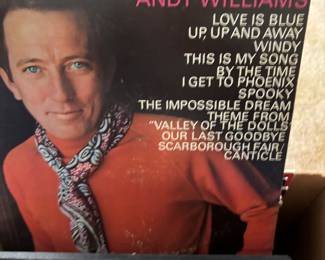 ANDY WILLIAMS
LOVE IS BLUE
UP, UP AND AWAY
WINDY
THIS IS MY SONG
BY THE TIME
I GET TO PHOENIX
SPOOKY
THE IMPOSSIBLE DREAM
THEME FROM
"VALLEY OF THE DOLLS
OUR LAST GOODBYE
SCARBOROUGH FAIR/
CANTICLE